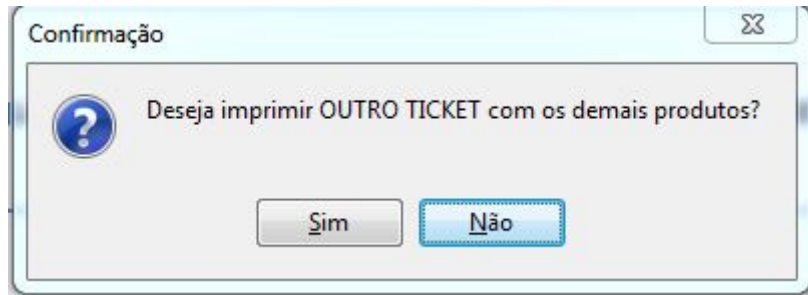 Confirmação
Deseja imprimir OUTRO TICKET com os demais produtos?
Sim
Não